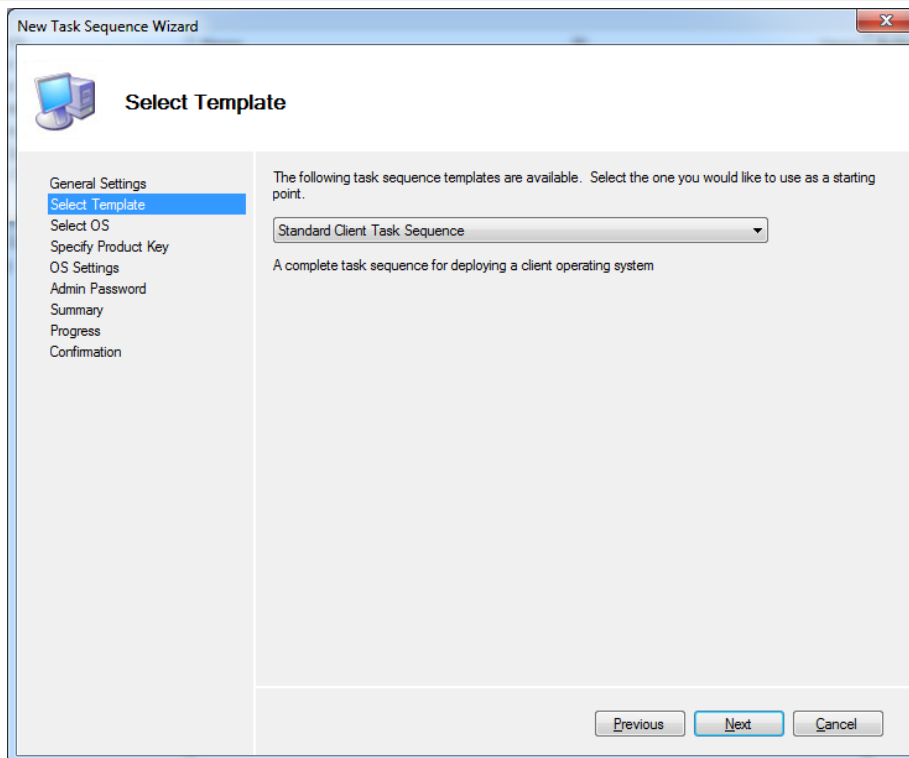 New Task Sequence Wizard
Select Template
General Settings
Select Template
Select OS
Specify Product Key
OS Settings
Admin Password
Summary
Progress
Confirmation
The following task sequence templates are available.  Select the one you would like to use as a starting
point.
Standard Client Task Sequence
A complete task sequence for deploying a client operating system
Previous
Next
Cancel